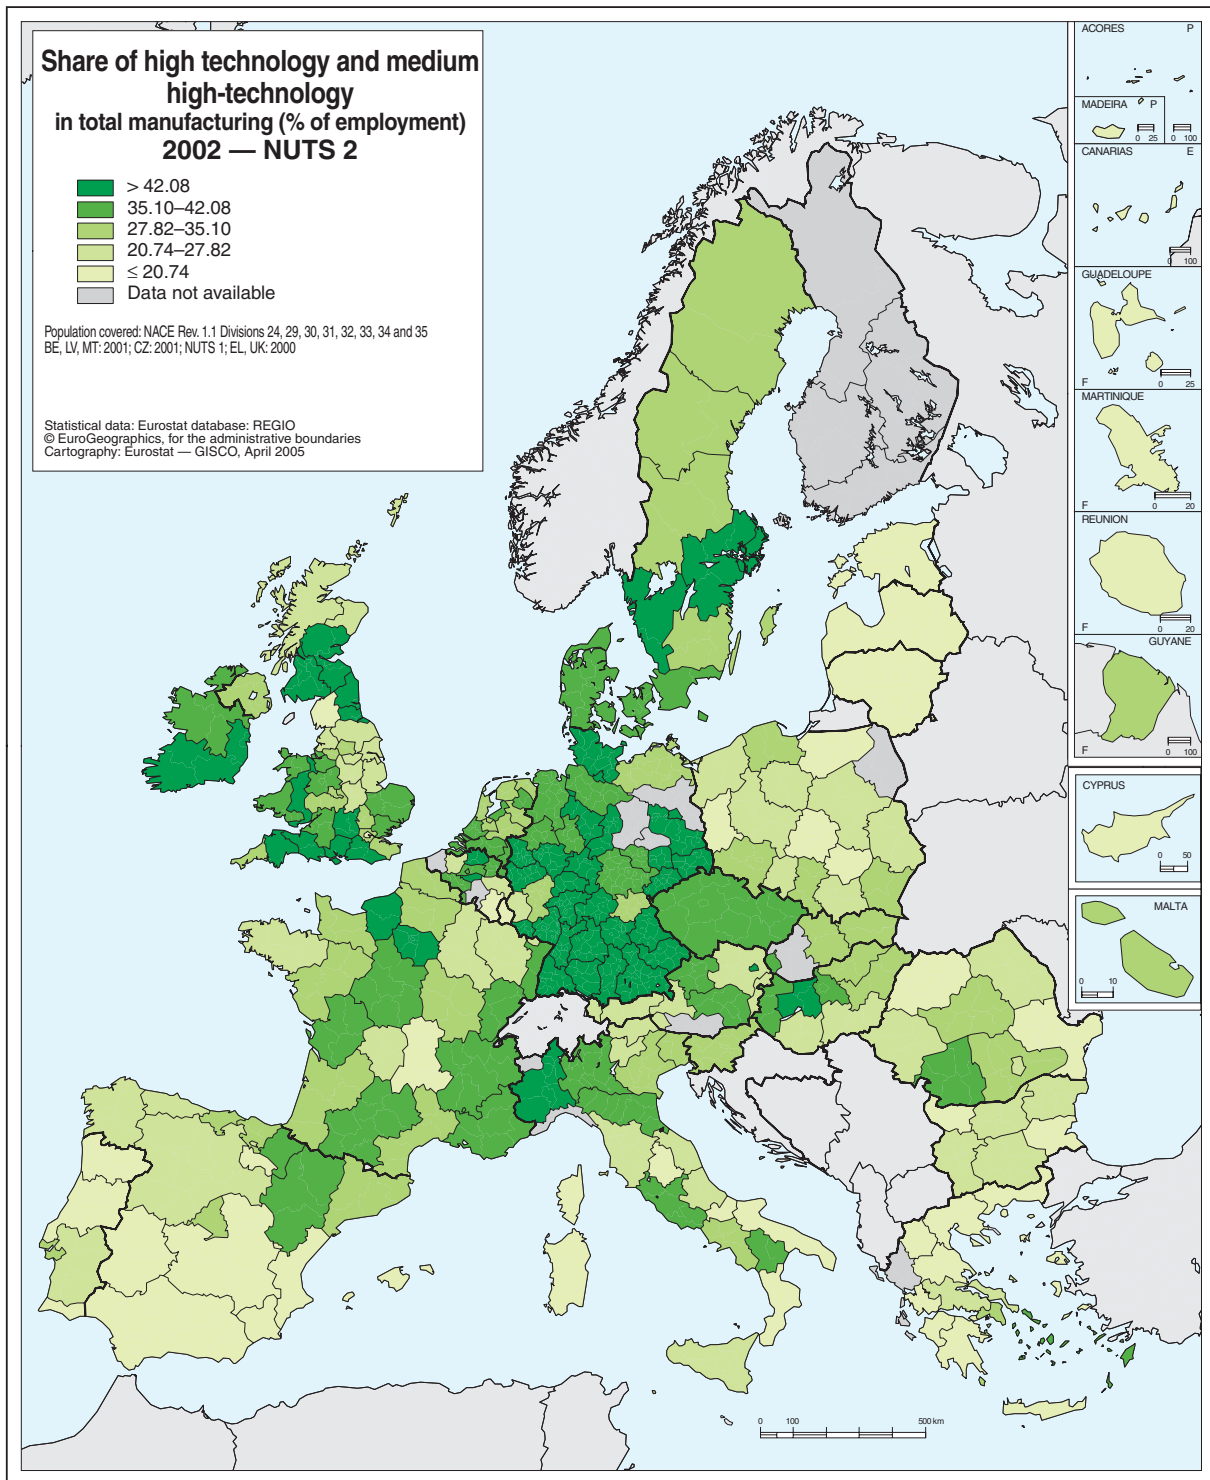 Share of high technology and medium
high-technology
in total manufacturing (% of employment)
2002 — NUTS 2
> 42.08
35.10–42.08
27.82–35.10
20.74–27.82
≤ 20.74
Data not available
Population covered: NACE Rev. 1.1 Divisions 24, 29, 30, 31, 32, 33, 34 and 35
BE, LV, MT: 2001; CZ: 2001; NUTS 1; EL, UK: 2000
Statistical data: Eurostat database: REGIO
© EuroGeographics, for the administrative boundaries
Cartography: Eurostat — GISCO, April 2005
ACORES P
MADEIRA P
0 25 0 100
CANARIAS E
0 100
GUADELOUPE
F 0 25
MARTINIQUE
F 0 20
REUNION
F 0 20
GUYANE
F 0 100
CYPRUS
0 50
MALTA
0 10
0 100 500 km